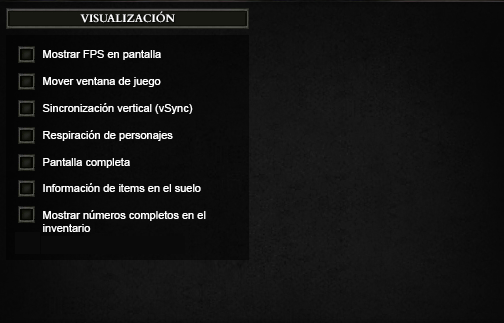 VISUALIZACIÓN
Mostrar FPS en pantalla
Mover ventana de juego
Sincronización vertical (vSync)
Respiración de personajes
Pantalla completa
Información de items en el suelo
Mostrar números completos en el
inventario